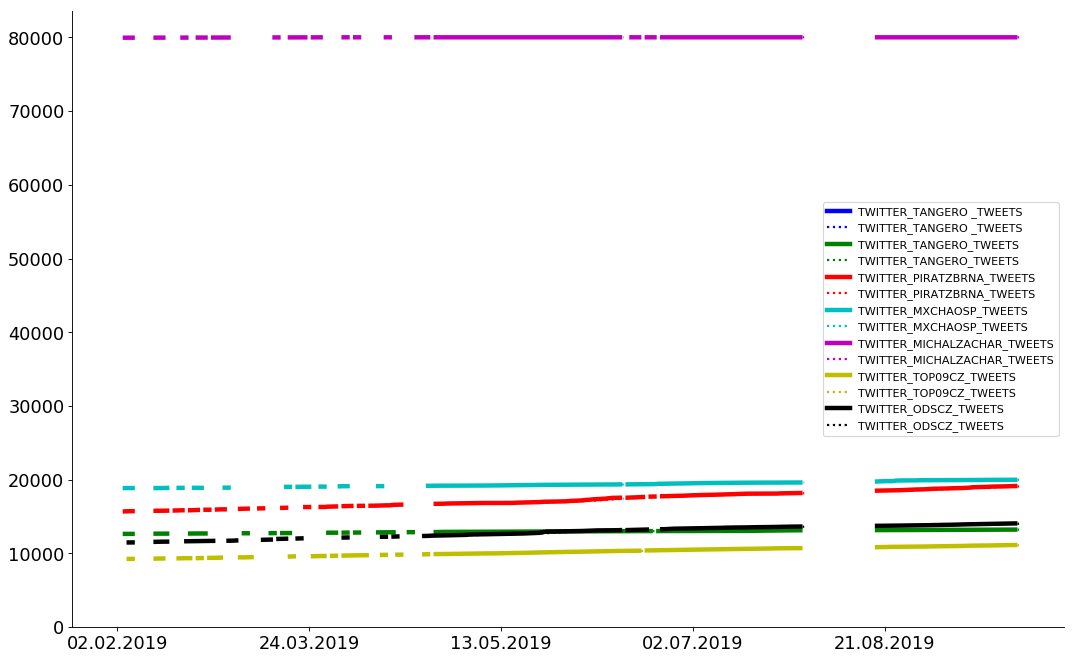 80000
70000
60000
50000
40000
30000
20000
10000
0
02.02.2019 24.03.2019 13.05.2019 02.07.2019 21.08.2019
TWITTER_TANGERO _TWEETS
TWITTER_TANGERO _TWEETS
TWITTER_TANGERO_TWEETS
TWITTER_TANGERO_TWEETS
TWITTER_PIRATZBRNA_TWEETS
TWITTER_PIRATZBRNA_TWEETS
TWITTER_MXCHAOSP_TWEETS
TWITTER_MXCHAOSP_TWEETS
TWITTER_MICHALZACHAR_TWEETS
TWITTER_MICHALZACHAR_TWEETS
TWITTER_TOP09CZ_TWEETS
TWITTER_TOP09CZ_TWEETS
TWITTER_ODSCZ_TWEETS
TWITTER_ODSCZ_TWEETS